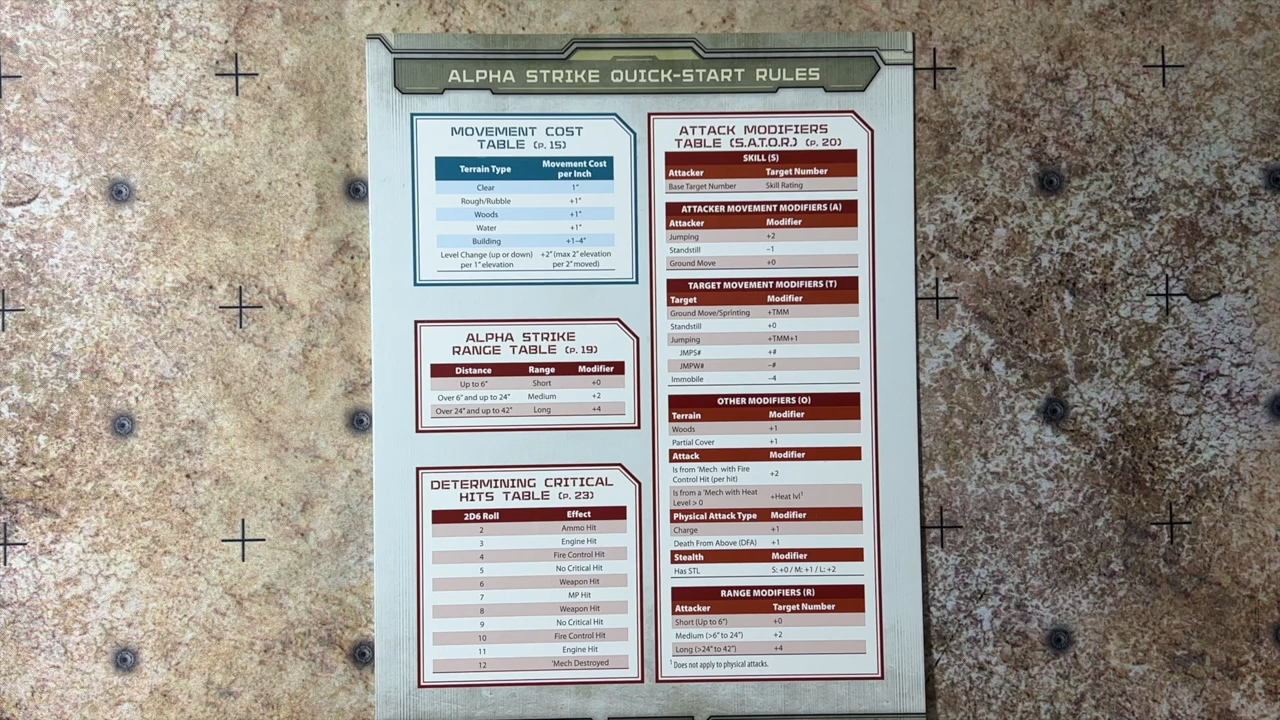 ALPHA STRIKE QUICK-START RULES
MOVEMENT COST
TABLE (P. 15)
Terrain Type Movement Cost per Inch
Clear 1"
Rough/Rubble +1"
Woods +1"
Water +1"
Building +1–4"
Level Change (up or down) per 1" elevation +2" (max 2" elevation per 2" moved)
ALPHA STRIKE
RANGE TABLE (P. 19)
Distance Range Modifier
Up to 6" Short +0
Over 6" and up to 24" Medium +2
Over 24" and up to 42" Long +4
DETERMINING CRITICAL
HITS TABLE (P. 23)
2D6 Roll Effect
2 Ammo Hit
3 Engine Hit
4 Fire Control Hit
5 No Critical Hit
6 Weapon Hit
7 MP Hit
8 Weapon Hit
9 No Critical Hit
10 Fire Control Hit
11 Engine Hit
12 'Mech Destroyed
ATTACK MODIFIERS
TABLE (S.A.T.O.R.) (P. 20)
SKILL (S)
Attacker Target Number
Base Target Number Skill Rating
ATTACKER MOVEMENT MODIFIERS (A)
Attacker Modifier
Jumping +2
Standstill –1
Ground Move +0
TARGET MOVEMENT MODIFIERS (T)
Target Modifier
Ground Move/Sprinting +TMM
Standstill +0
Jumping +TMM+1
JMPS# +#
JMPW# –#
Immobile –4
OTHER MODIFIERS (O)
Terrain Modifier
Woods +1
Partial Cover +1
Attack Modifier
Is from 'Mech with Fire Control Hit (per hit) +2
Is from a 'Mech with Heat Level > 0 +Heat lvl¹
Physical Attack Type Modifier
Charge +1
Death From Above (DFA) +1
Stealth Modifier
Has STL S: +0 / M: +1 / L: +2
RANGE MODIFIERS (R)
Attacker Target Number
Short (Up to 6") +0
Medium (>6" to 24") +2
Long (>24" to 42") +4
¹ Does not apply to physical attacks.